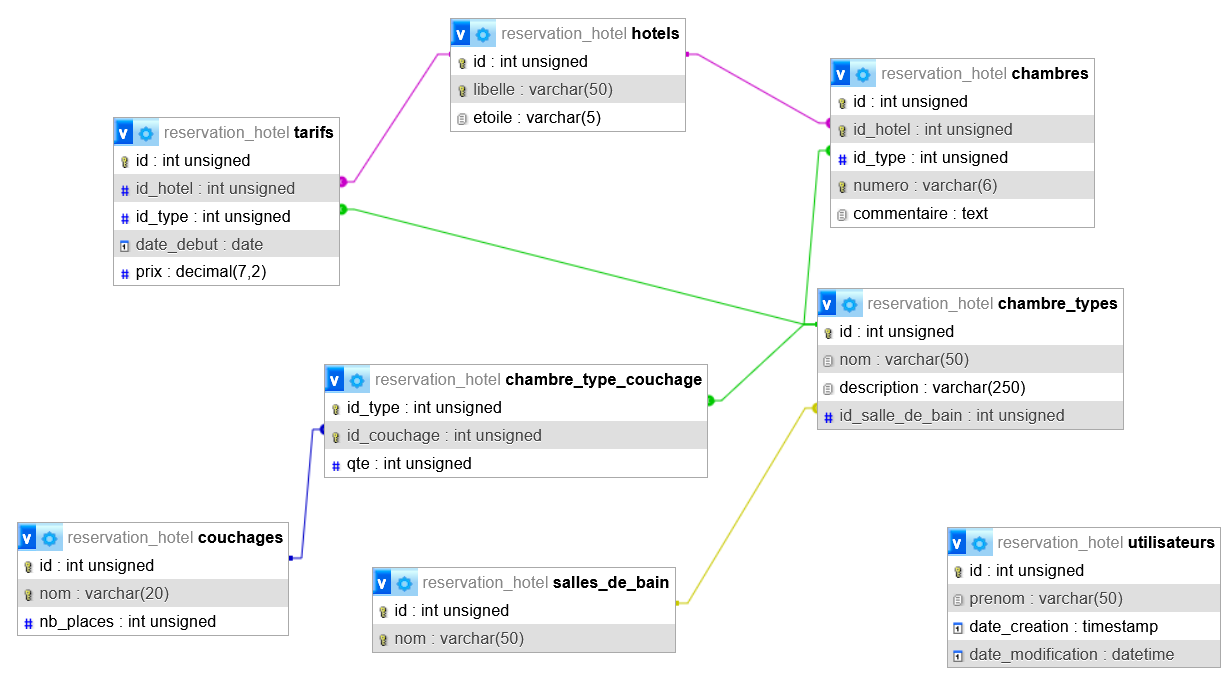 v reservation_hotel hotels
id : int unsigned
libelle : varchar(50)
etoile : varchar(5)
v reservation_hotel chambres
id : int unsigned
id_hotel : int unsigned
# id_type : int unsigned
numero : varchar(6)
commentaire : text
v reservation_hotel tarifs
id : int unsigned
# id_hotel : int unsigned
# id_type : int unsigned
date_debut : date
# prix : decimal(7,2)
v reservation_hotel chambre_types
id : int unsigned
nom : varchar(50)
description : varchar(250)
# id_salle_de_bain : int unsigned
v reservation_hotel chambre_type_couchage
id_type : int unsigned
id_couchage : int unsigned
# qte : int unsigned
v reservation_hotel couchages
id : int unsigned
nom : varchar(20)
# nb_places : int unsigned
v reservation_hotel salles_de_bain
id : int unsigned
nom : varchar(50)
v reservation_hotel utilisateurs
id : int unsigned
prenom : varchar(50)
date_creation : timestamp
date_modification : datetime